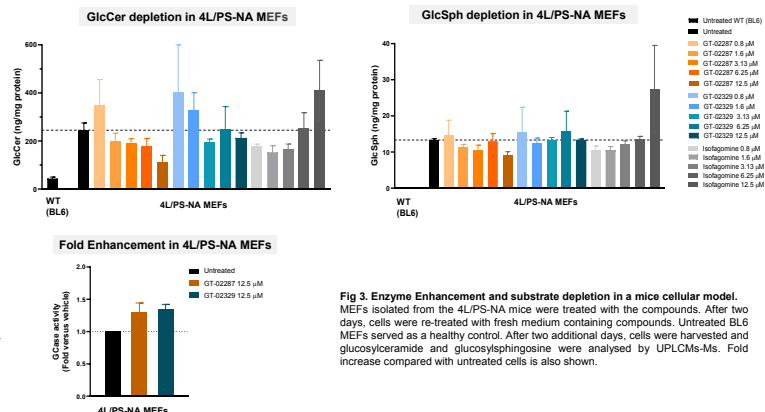 GlcCer depletion in 4L/PS-NA MEFs
GlcCer (ng/mg protein)
600
400
200
0
WT
(BL6)
4L/PS-NA MEFs
GlcSph depletion in 4L/PS-NA MEFs
Glc Sph (ng/mg protein)
40
30
20
10
0
WT
(BL6)
4L/PS-NA MEFs
Untreated WT (BL6)
Untreated
GT-02287 0.8 µM
GT-02287 1.6 µM
GT-02287 3.13 µM
GT-02287 6.25 µM
GT-02287 12.5 µM
GT-02329 0.8 µM
GT-02329 1.6 µM
GT-02329 3.13 µM
GT-02329 6.25 µM
GT-02329 12.5 µM
Isofagomine 0.8 µM
Isofagomine 1.6 µM
Isofagomine 3.13 µM
Isofagomine 6.25 µM
Isofagomine 12.5 µM
Fold Enhancement in 4L/PS-NA MEFs
GCase activity
(Fold versus vehicle)
2.0
1.5
1.0
0.5
0.0
Untreated
GT-02287 12.5 µM
GT-02329 12.5 µM
4L/PS-NA MEFs
Fig 3. Enzyme Enhancement and substrate depletion in a mice cellular model.
MEFs isolated from the 4L/PS-NA mice were treated with the compounds. After two
days, cells were re-treated with fresh medium containing compounds. Untreated BL6
MEFs served as a healthy control. After two additional days, cells were harvested and
glucosylceramide and glucosylsphingosine were analysed by UPLCMs-Ms. Fold
increase compared with untreated cells is also shown.